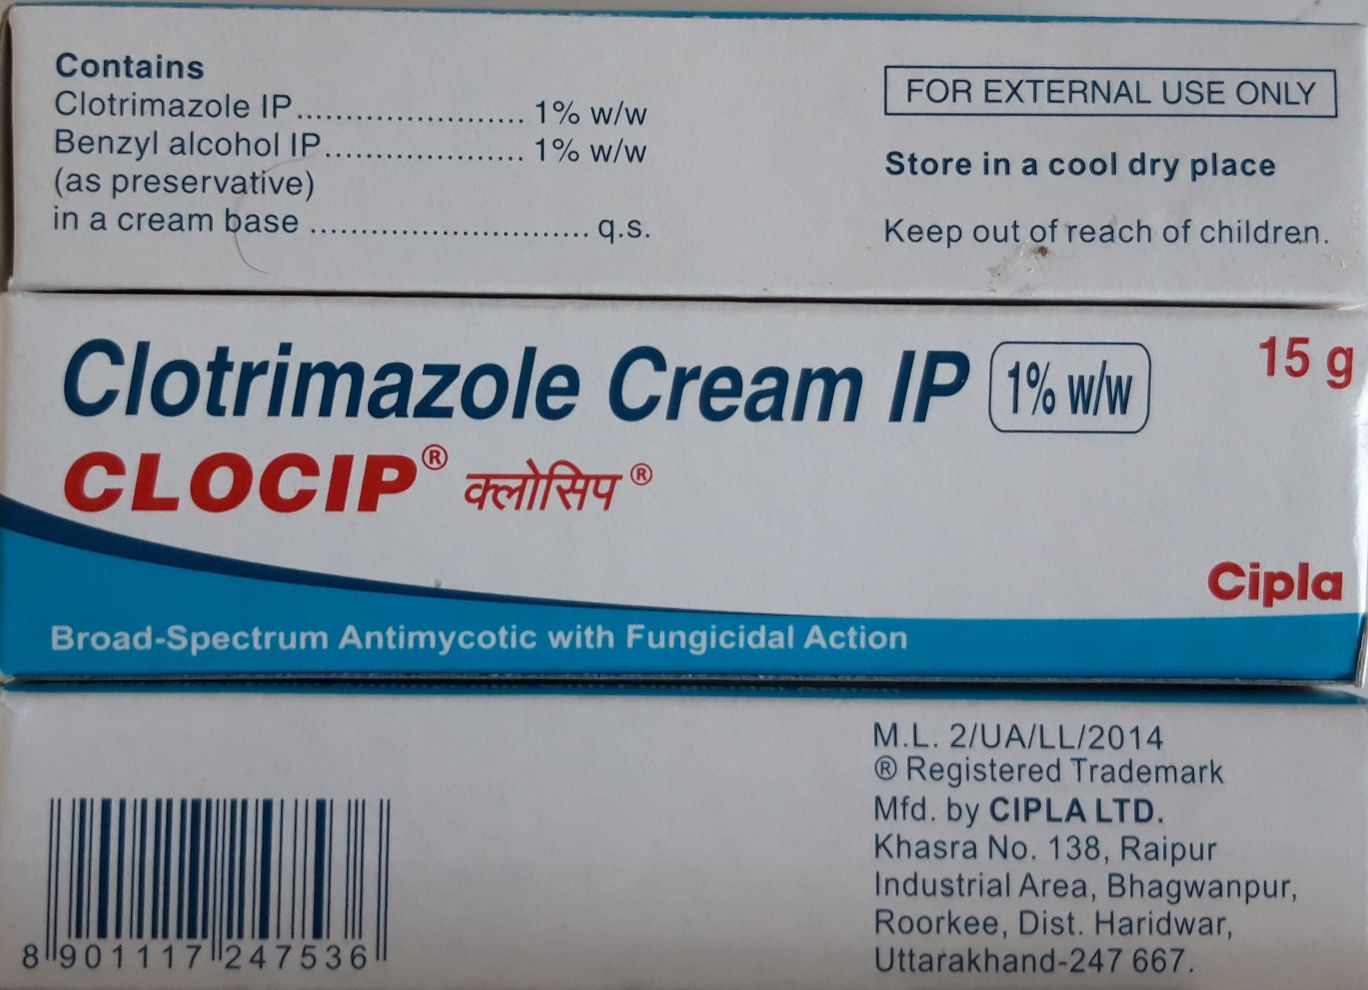 Contains
Clotrimazole IP...................... 1% w/w
Benzyl alcohol IP.................... 1% w/w
(as preservative)
in a cream base ............................ q.s.
FOR EXTERNAL USE ONLY
Store in a cool dry place
Keep out of reach of children.
Clotrimazole Cream IP 1% w/w
15 g
CLOCIP® क्लोसिप®
Cipla
Broad-Spectrum Antimycotic with Fungicidal Action
8 901117 247536
M.L. 2/UA/LL/2014
® Registered Trademark
Mfd. by CIPLA LTD.
Khasra No. 138, Raipur
Industrial Area, Bhagwanpur,
Roorkee, Dist. Haridwar,
Uttarakhand-247 667.